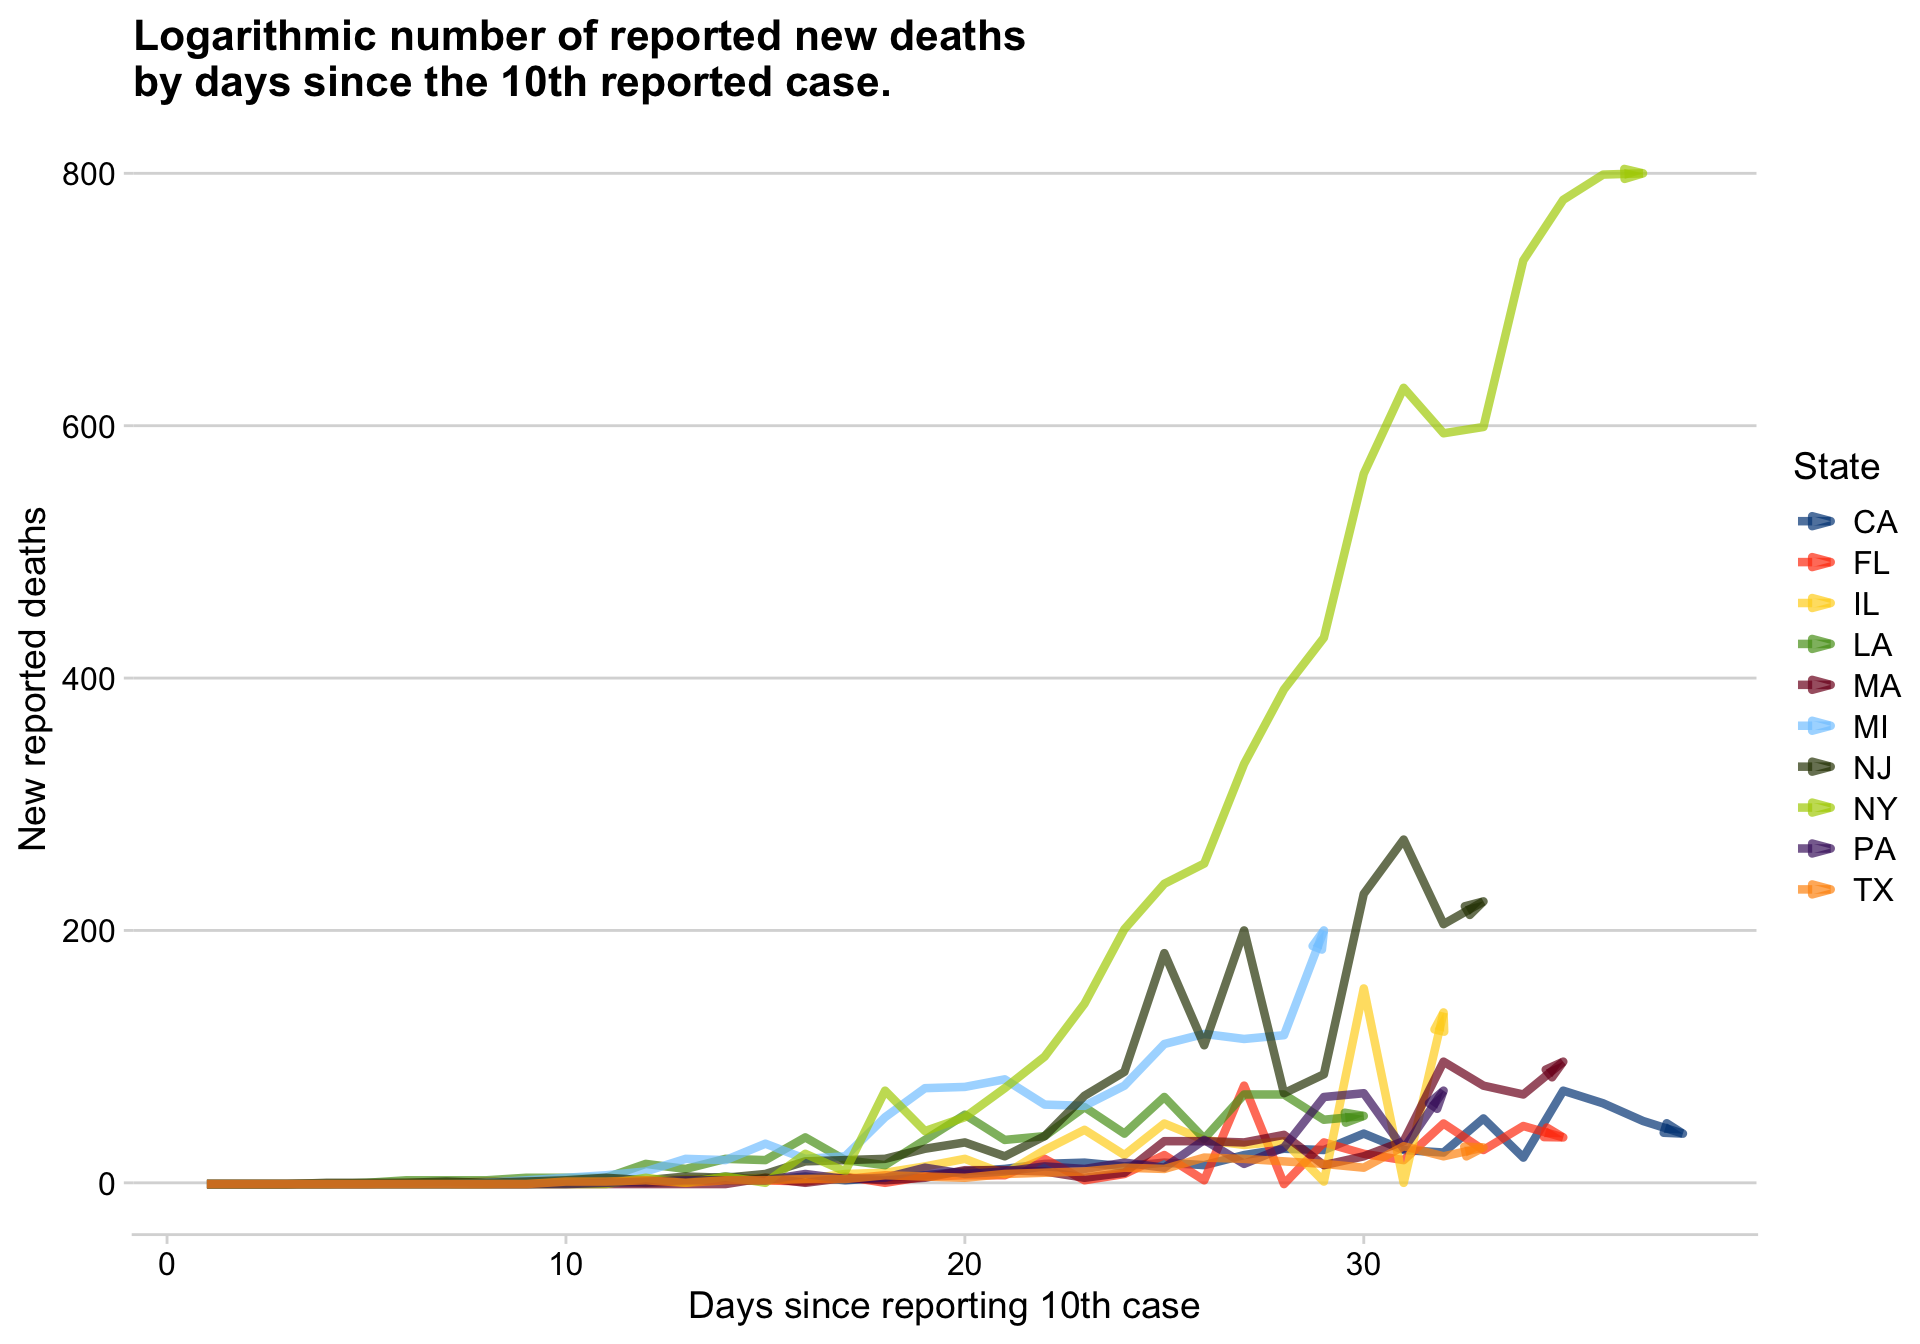 Logarithmic number of reported new deaths
by days since the 10th reported case.
800
600
400
200
0
New reported deaths
0
10
20
30
Days since reporting 10th case
State
CA
FL
IL
LA
MA
MI
NJ
NY
PA
TX